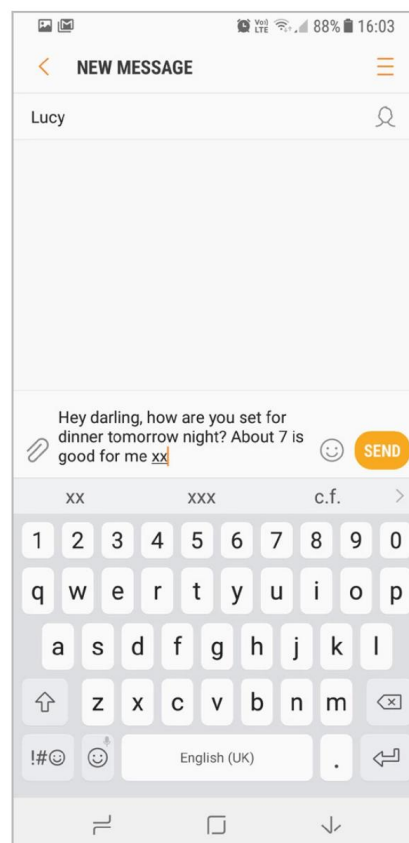 Voi) LTE 88% 16:03
NEW MESSAGE
Lucy
Hey darling, how are you set for
dinner tomorrow night? About 7 is
good for me xx
SEND
xx xxx c.f.
1 2 3 4 5 6 7 8 9 0
q w e r t y u i o p
a s d f g h j k l
z x c v b n m
!#☺ English (UK) .